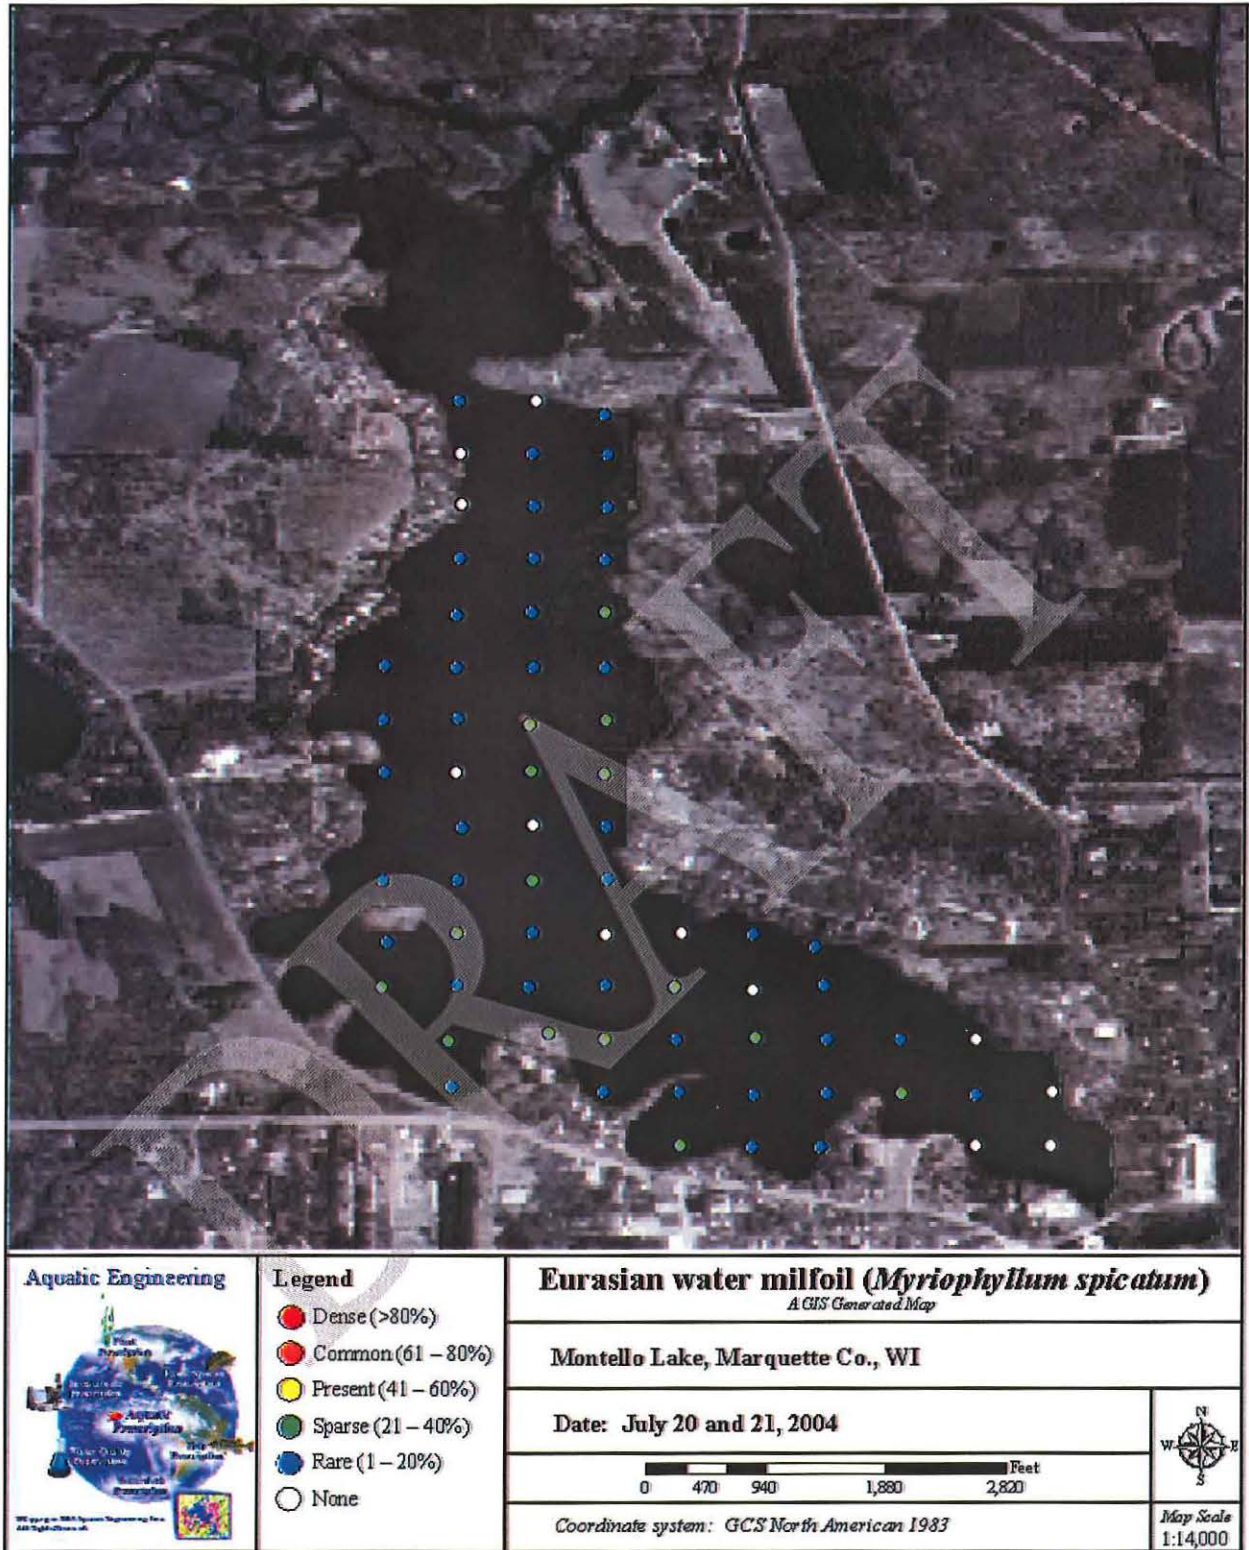 DRAFT
Aquatic Engineering
Aquatic
Prescription
Legend
Dense (>80%)
Common (61 – 80%)
Present (41 – 60%)
Sparse (21 – 40%)
Rare (1 – 20%)
None
Eurasian water milfoil (Myriophyllum spicatum)
A GIS Generated Map
Montello Lake, Marquette Co., WI
Date: July 20 and 21, 2004
Feet
0 470 940 1,880 2,820
Coordinate system: GCS North American 1983
N
W E
S
Map Scale
1:14,000